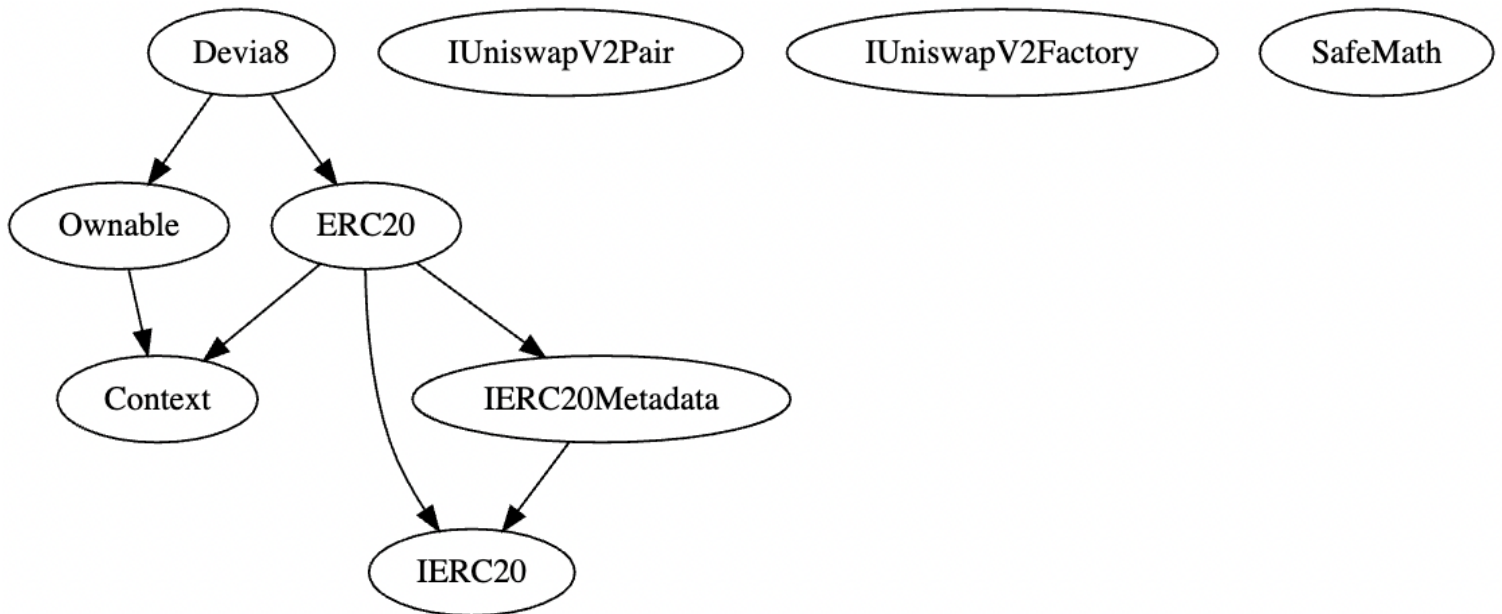 Devia8
IUniswapV2Pair
IUniswapV2Factory
SafeMath
Ownable
ERC20
Context
IERC20Metadata
IERC20